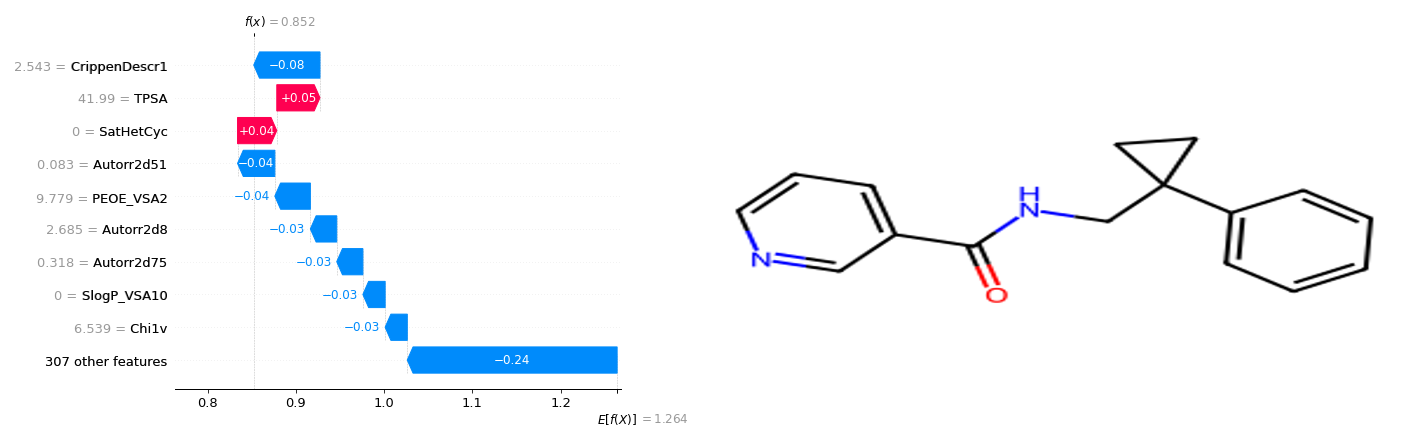 f(x) = 0.852
2.543 = CrippenDescr1
−0.08
41.99 = TPSA
+0.05
0 = SatHetCyc
+0.04
0.083 = Autorr2d51
−0.04
9.779 = PEOE_VSA2
−0.04
2.685 = Autorr2d8
−0.03
0.318 = Autorr2d75
−0.03
0 = SlogP_VSA10
−0.03
6.539 = Chi1v
−0.03
307 other features
−0.24
0.8 0.9 1.0 1.1 1.2
E[f(X)] = 1.264
H
N
N
O